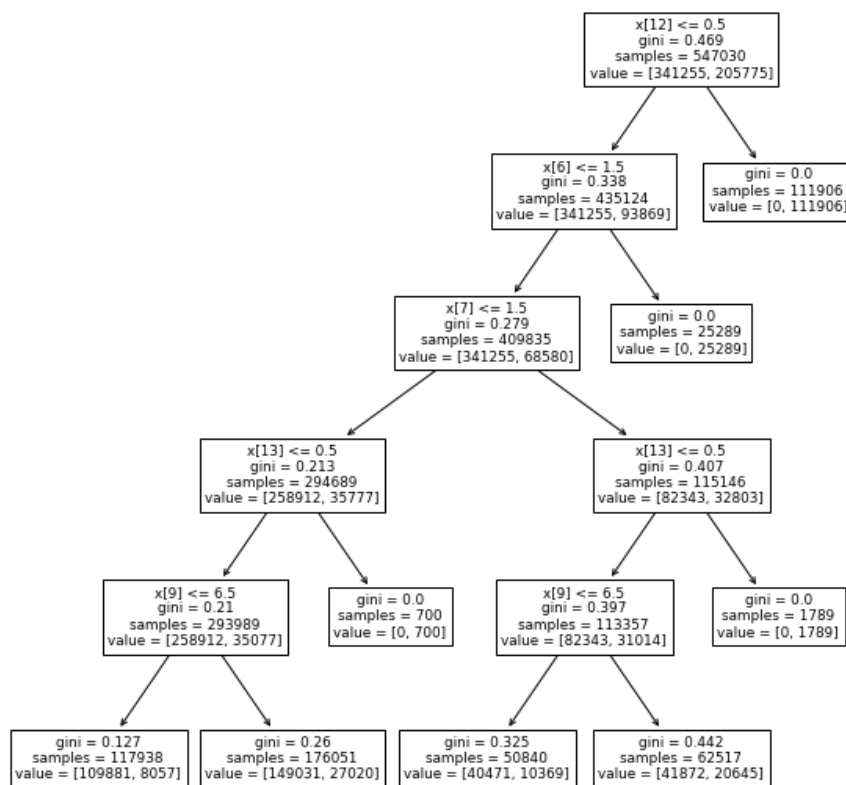 x[12] <= 0.5
gini = 0.469
samples = 547030
value = [341255, 205775]
x[6] <= 1.5
gini = 0.338
samples = 435124
value = [341255, 93869]
gini = 0.0
samples = 111906
value = [0, 111906]
x[7] <= 1.5
gini = 0.279
samples = 409835
value = [341255, 68580]
gini = 0.0
samples = 25289
value = [0, 25289]
x[13] <= 0.5
gini = 0.213
samples = 294689
value = [258912, 35777]
x[13] <= 0.5
gini = 0.407
samples = 115146
value = [82343, 32803]
x[9] <= 6.5
gini = 0.21
samples = 293989
value = [258912, 35077]
gini = 0.0
samples = 700
value = [0, 700]
x[9] <= 6.5
gini = 0.397
samples = 113357
value = [82343, 31014]
gini = 0.0
samples = 1789
value = [0, 1789]
gini = 0.127
samples = 117938
value = [109881, 8057]
gini = 0.26
samples = 176051
value = [149031, 27020]
gini = 0.325
samples = 50840
value = [40471, 10369]
gini = 0.442
samples = 62517
value = [41872, 20645]